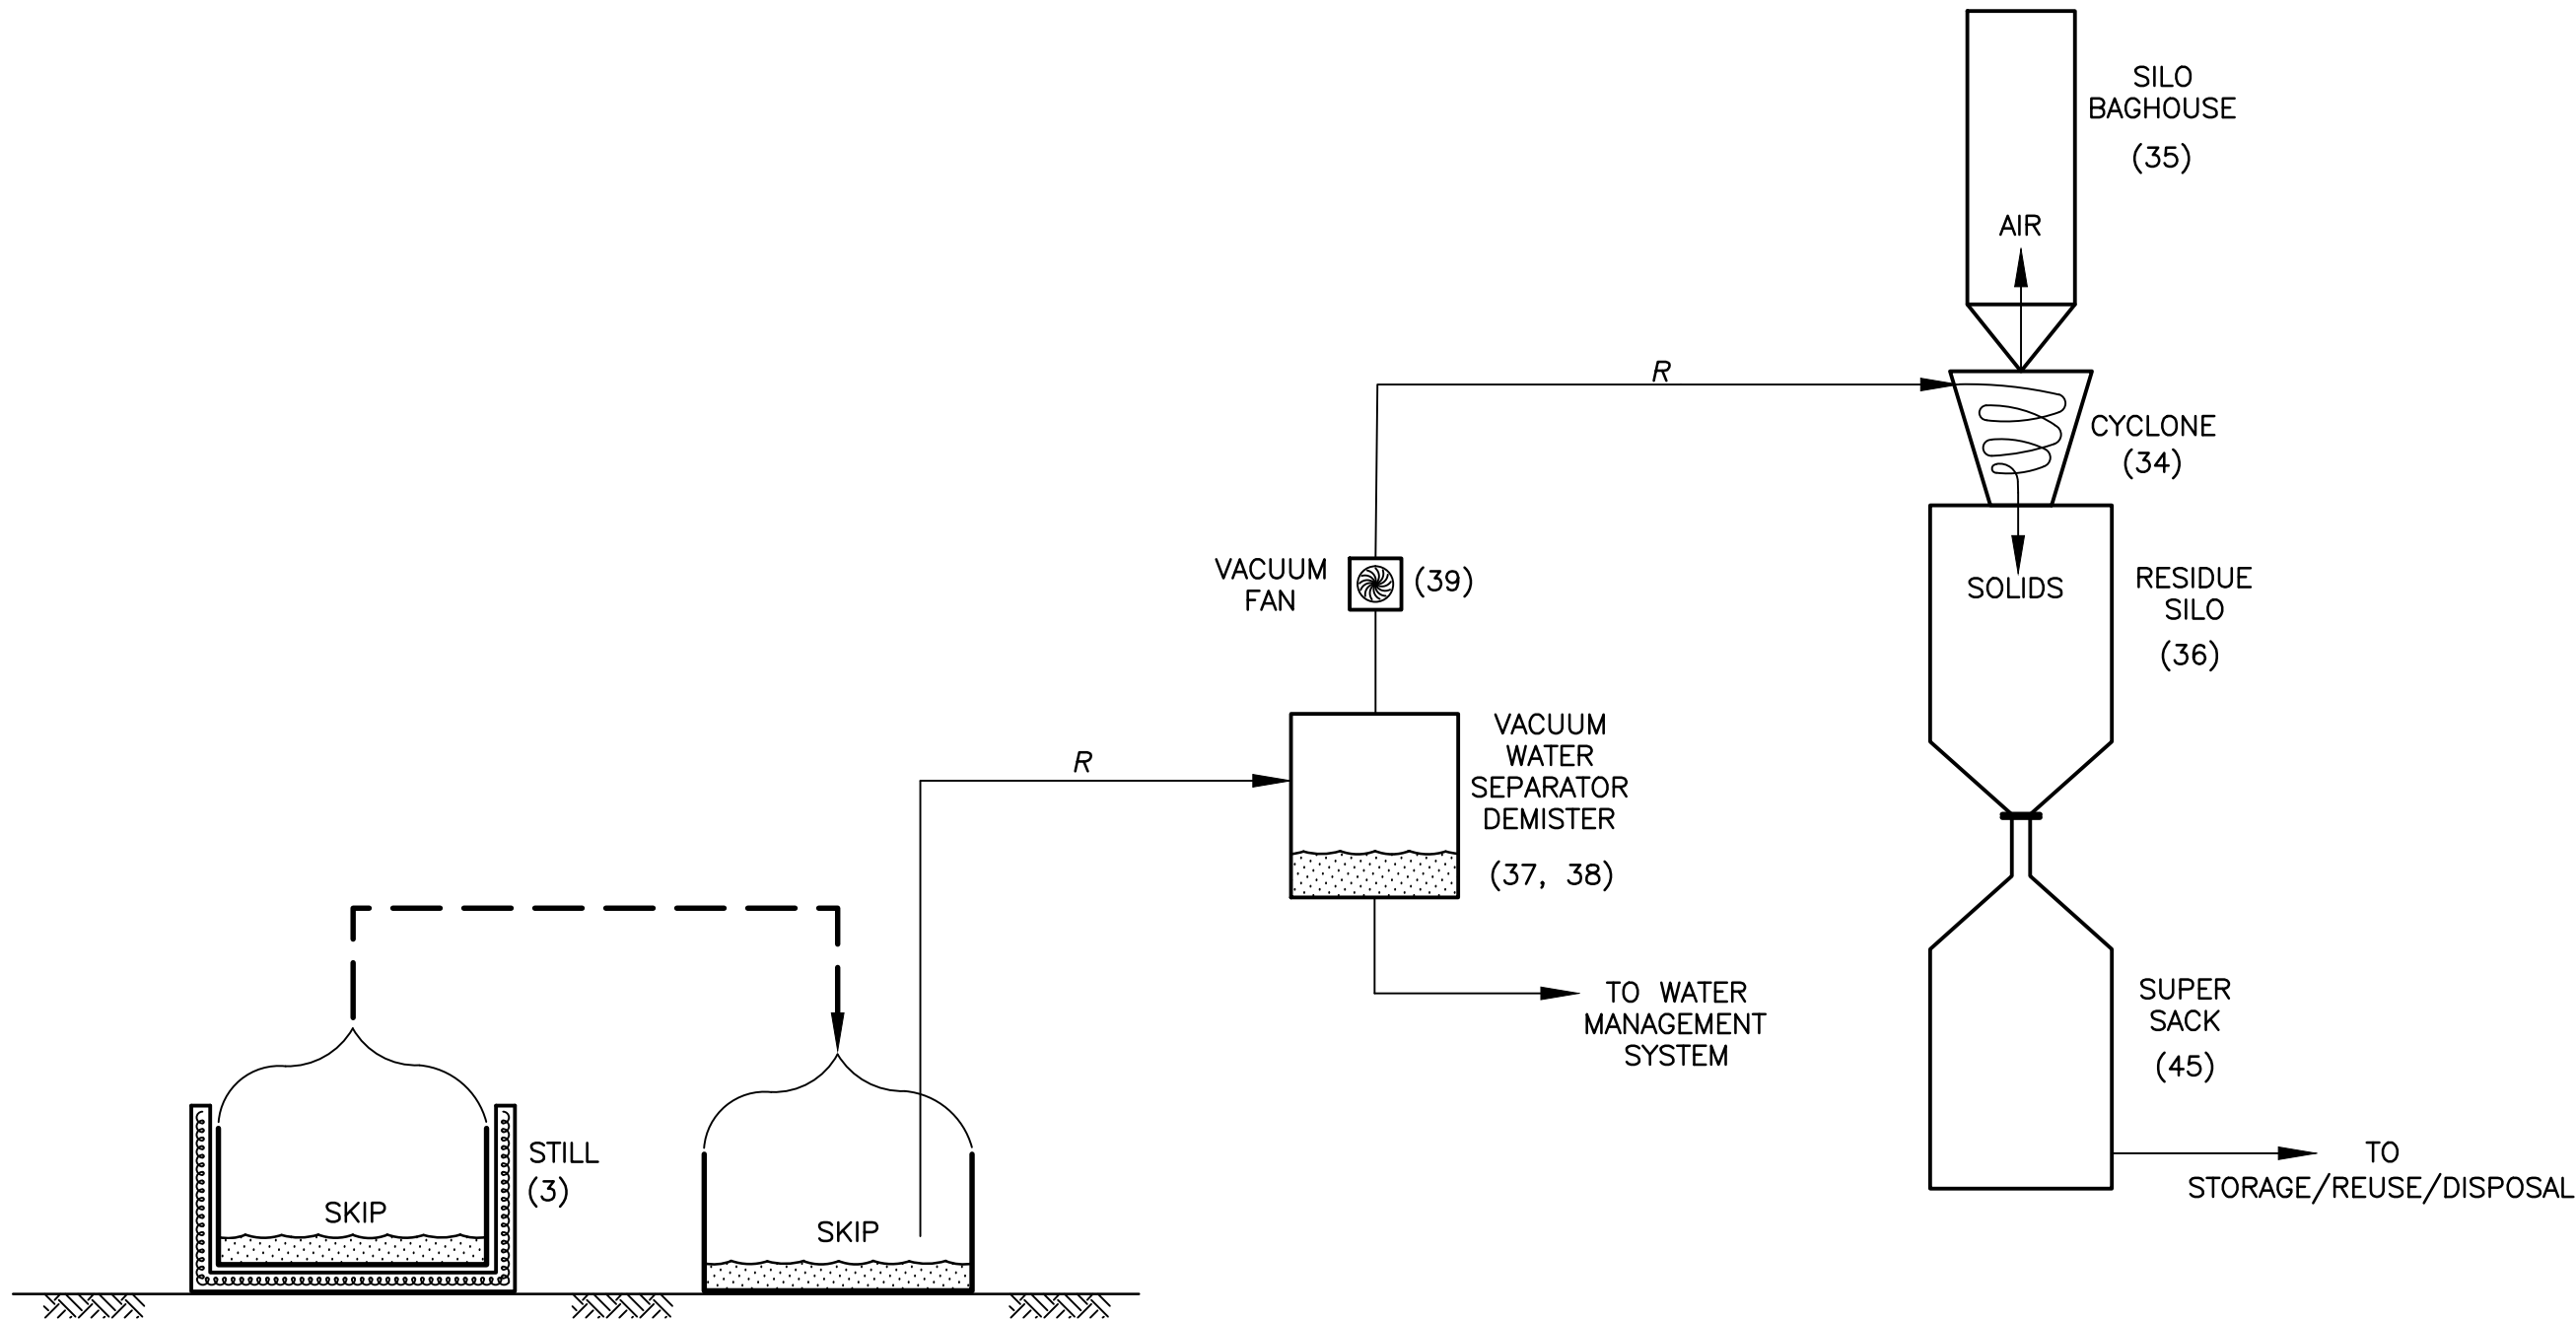 SILO
BAGHOUSE
(35)
AIR
R
CYCLONE
(34)
VACUUM
FAN
(39)
SOLIDS
RESIDUE
SILO
(36)
VACUUM
WATER
SEPARATOR
DEMISTER
(37, 38)
R
TO WATER
MANAGEMENT
SYSTEM
SUPER
SACK
(45)
TO
STORAGE/REUSE/DISPOSAL
STILL
(3)
SKIP
SKIP